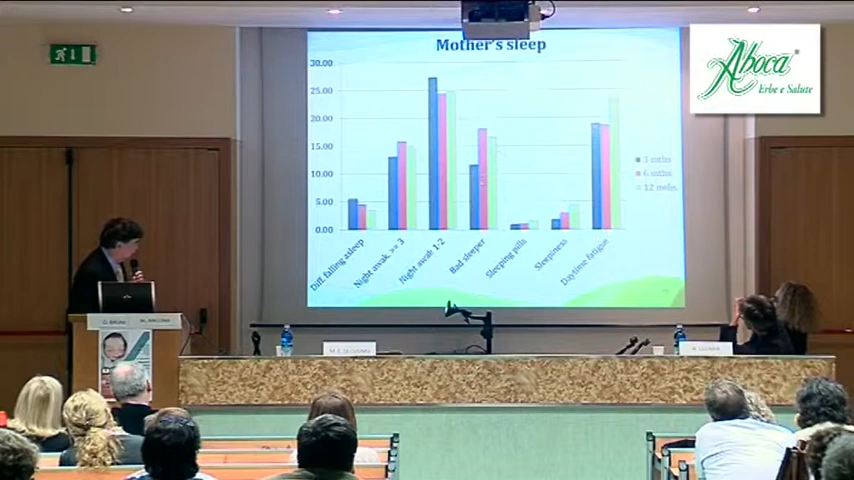 Mother's sleep
30.00
25.00
20.00
15.00
10.00
5.00
0.00
Diff. falling asleep
Night awak. >= 3
Night awak 1-2
Bad sleeper
Sleeping pills
Sleepiness
Daytime fatigue
3 mths
6 mths
12 mths
Aboca®
Erbe e Salute
O. BRUNI